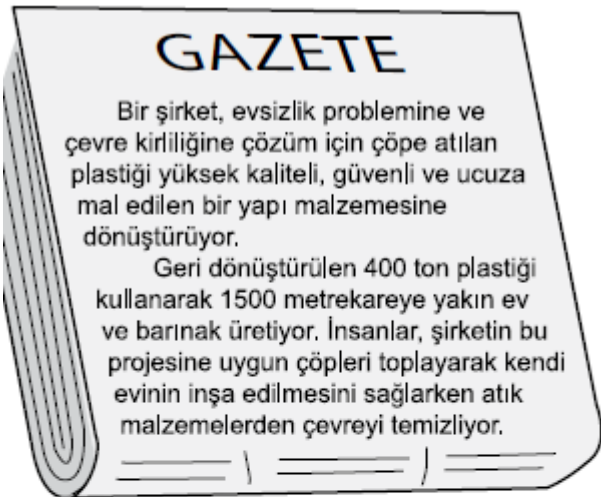 GAZETE
Bir şirket, evsizlik problemine ve
çevre kirliliğine çözüm için çöpe atılan
plastiği yüksek kaliteli, güvenli ve ucuza
mal edilen bir yapı malzemesine
dönüştürüyor.
Geri dönüştürülen 400 ton plastiği
kullanarak 1500 metrekareye yakın ev
ve barınak üretiyor. İnsanlar, şirketin bu
projesine uygun çöpleri toplayarak kendi
evinin inşa edilmesini sağlarken atık
malzemelerden çevreyi temizliyor.